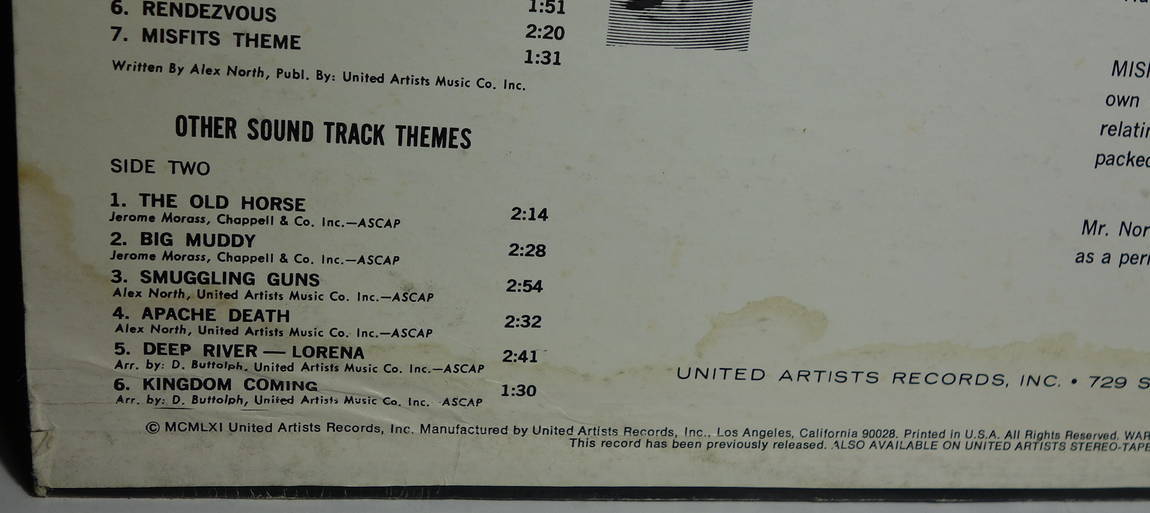 6. RENDEZVOUS 1:51
7. MISFITS THEME 2:20
1:31
Written By Alex North, Publ. By: United Artists Music Co. Inc.
OTHER SOUND TRACK THEMES
SIDE TWO
1. THE OLD HORSE 2:14
Jerome Morass, Chappell & Co. Inc.—ASCAP
2. BIG MUDDY 2:28
Jerome Morass, Chappell & Co. Inc.—ASCAP
3. SMUGGLING GUNS 2:54
Alex North, United Artists Music Co. Inc.—ASCAP
4. APACHE DEATH 2:32
Alex North, United Artists Music Co. Inc.—ASCAP
5. DEEP RIVER — LORENA 2:41
Arr. by: D. Buttolph, United Artists Music Co. Inc.—ASCAP
6. KINGDOM COMING 1:30
Arr. by: D. Buttolph, United Artists Music Co. Inc. ASCAP
© MCMLXI United Artists Records, Inc. Manufactured by United Artists Records, Inc., Los Angeles, California 90028. Printed in U.S.A. All Rights Reserved. WAR
This record has been previously released. ALSO AVAILABLE ON UNITED ARTISTS STEREO-TAPE
MISF
own
relatin
packed
Mr. Nor
as a per
UNITED ARTISTS RECORDS, INC. • 729 S